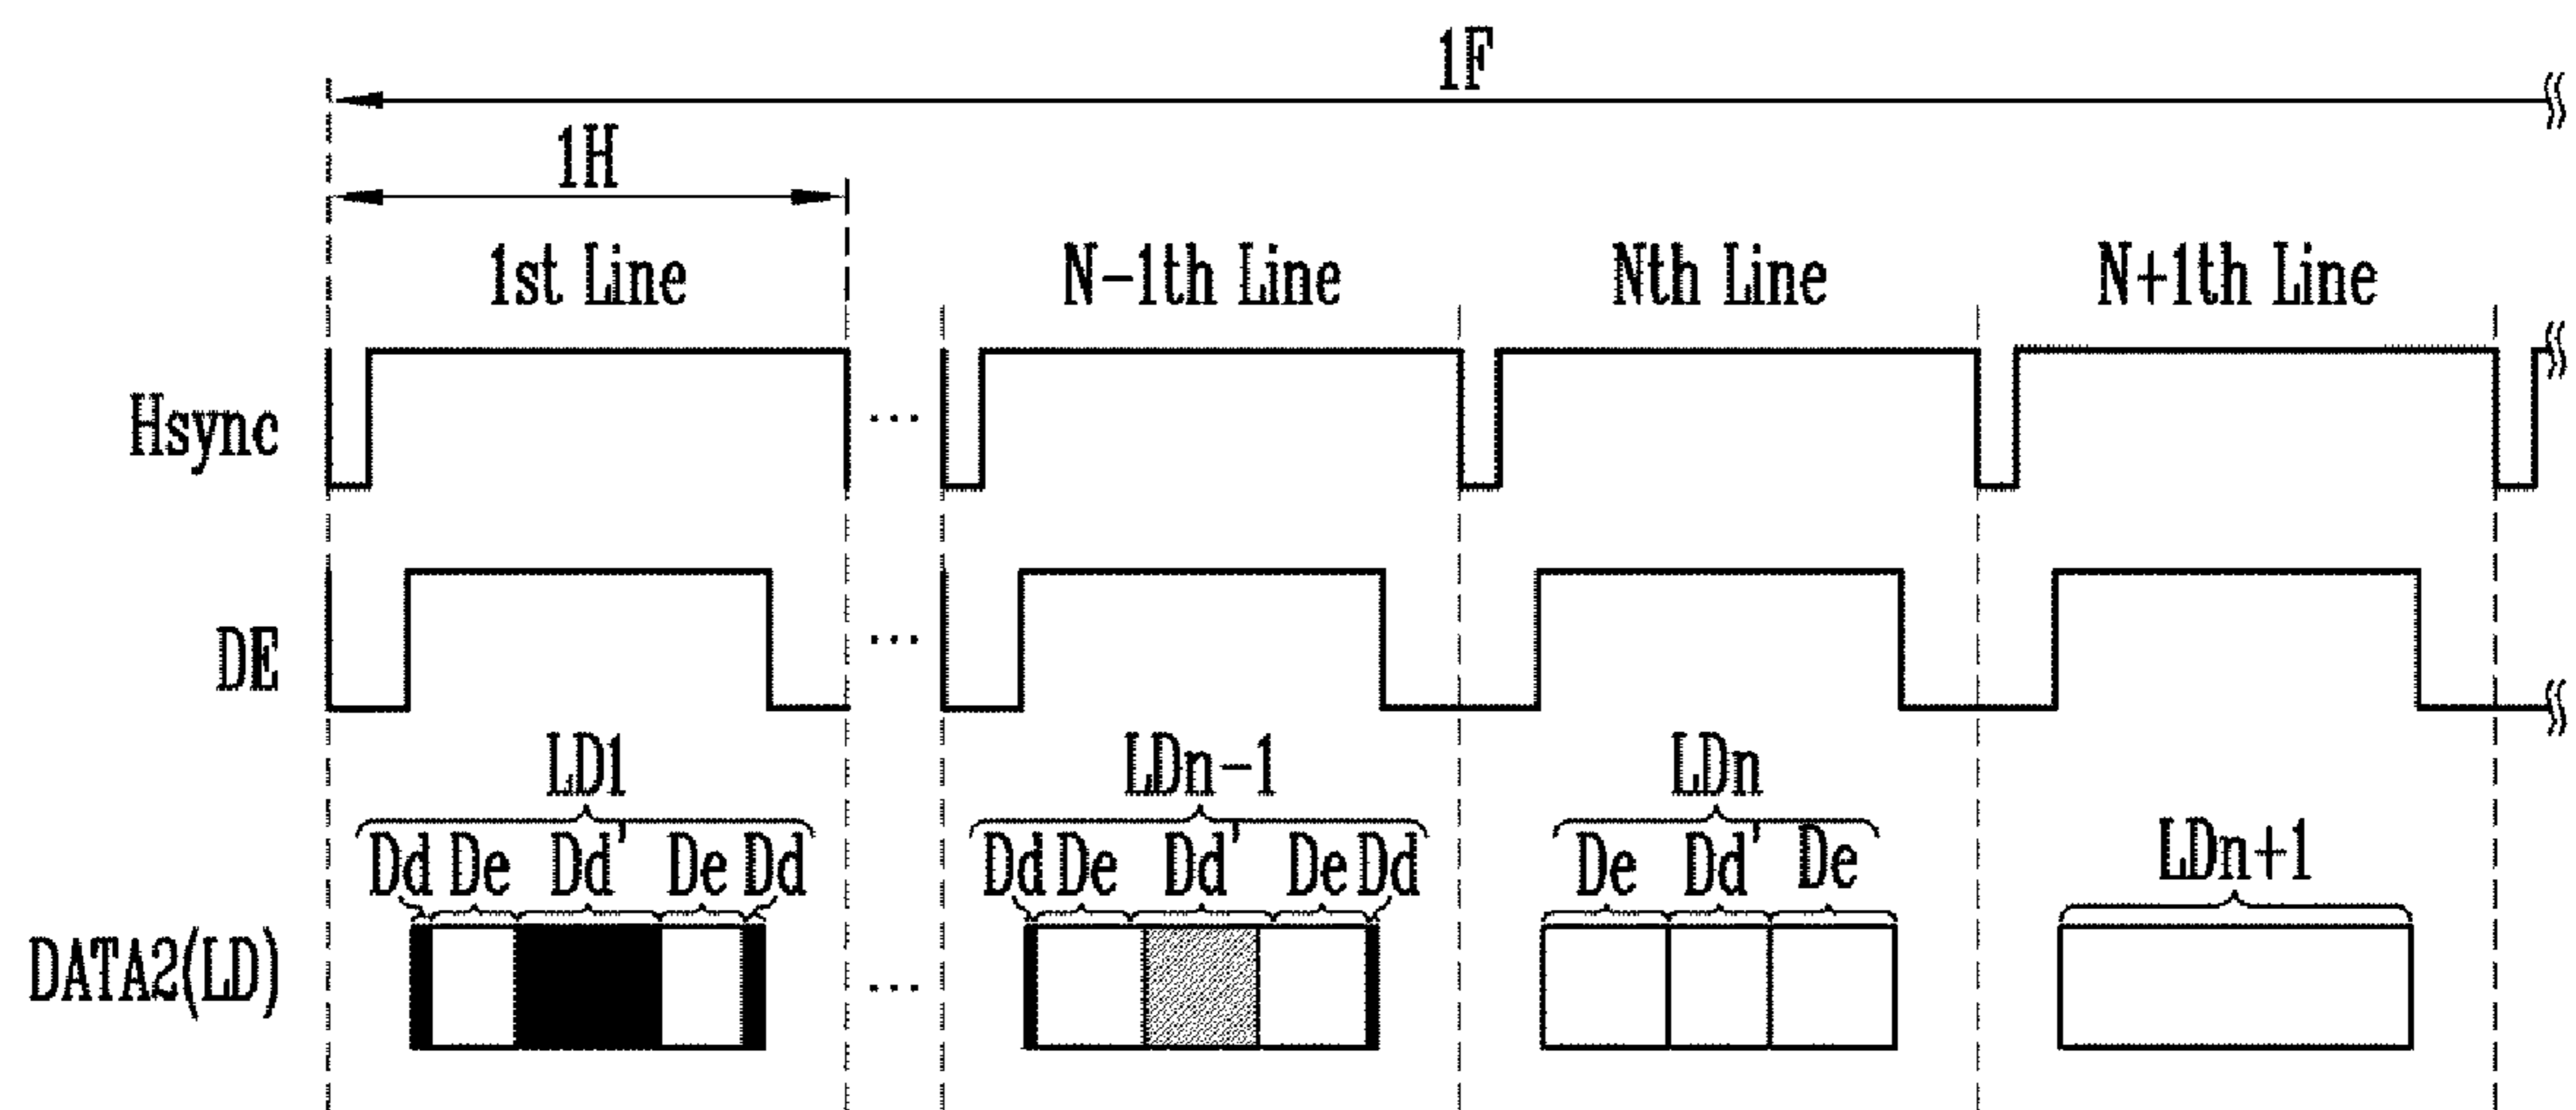 1F
1H
1st Line N-1th Line Nth Line N+1th Line
Hsync ...
DE ...
LD1 LDn-1 LDn LDn+1
Dd De Dd' De Dd Dd De Dd' De Dd De Dd' De
DATA2(LD) ...